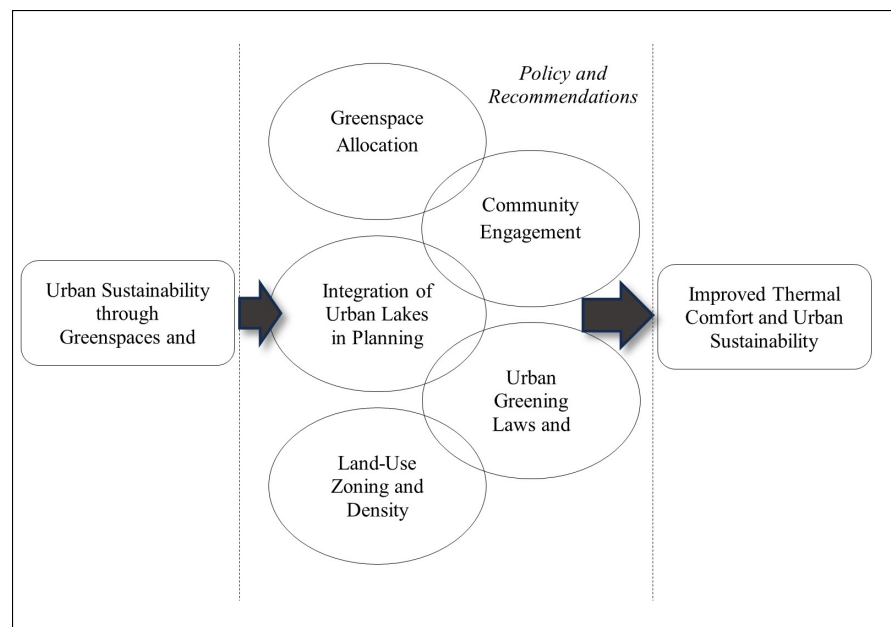 Urban Sustainability
through
Greenspaces and
Policy and
Recommendations
Greenspace
Allocation
Community
Engagement
Integration of
Urban Lakes
in Planning
Urban
Greening
Laws and
Land-Use
Zoning and
Density
Improved Thermal
Comfort and Urban
Sustainability